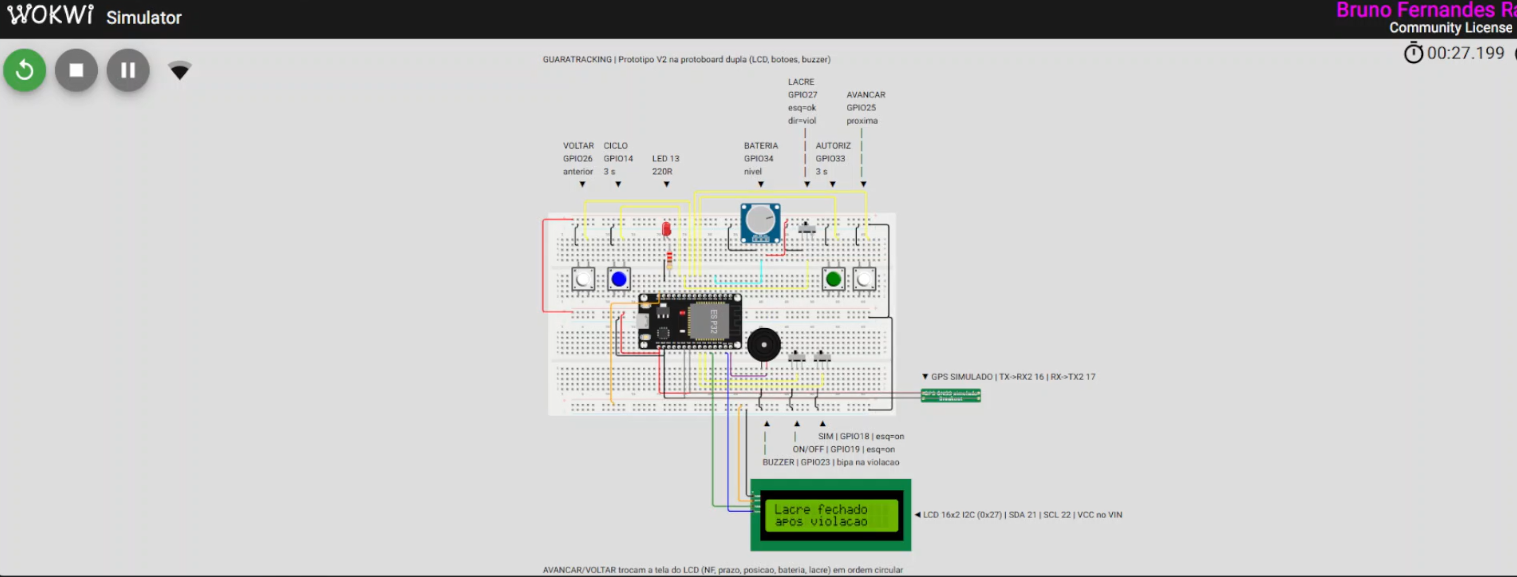 WOKWi Simulator
Bruno Fernandes Ra
Community License
00:27.199
GUARATRACKING | Prototipo V2 na protoboard dupla (LCD, botoes, buzzer)
LACRE
GPIO27
esq=ok
dir=viol
AVANCAR
GPIO25
proxima
VOLTAR
GPIO26
anterior
CICLO
GPIO14
3 s
LED 13
220R
BATERIA
GPIO34
nivel
AUTORIZ
GPIO33
3 s
ESP32
▼ GPS SIMULADO | TX->RX2 16 | RX->TX2 17
SIM | GPIO18 | esq=on
ON/OFF | GPIO19 | esq=on
BUZZER | GPIO23 | bipa na violacao
Lacre fechado
apos violacao
◄ LCD 16x2 I2C (0x27) | SDA 21 | SCL 22 | VCC no VIN
AVANCAR/VOLTAR trocam a tela do LCD (NF, prazo, posicao, bateria, lacre) em ordem circular